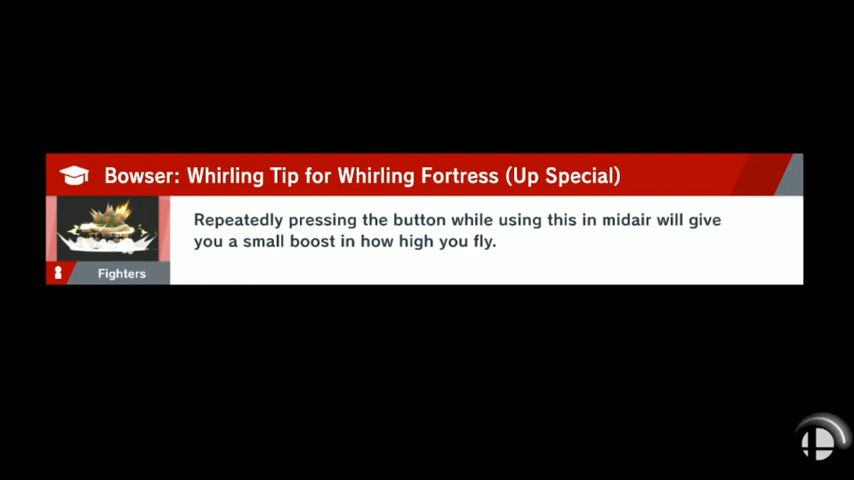 Bowser: Whirling Tip for Whirling Fortress (Up Special)
Repeatedly pressing the button while using this in midair will give
you a small boost in how high you fly.
Fighters